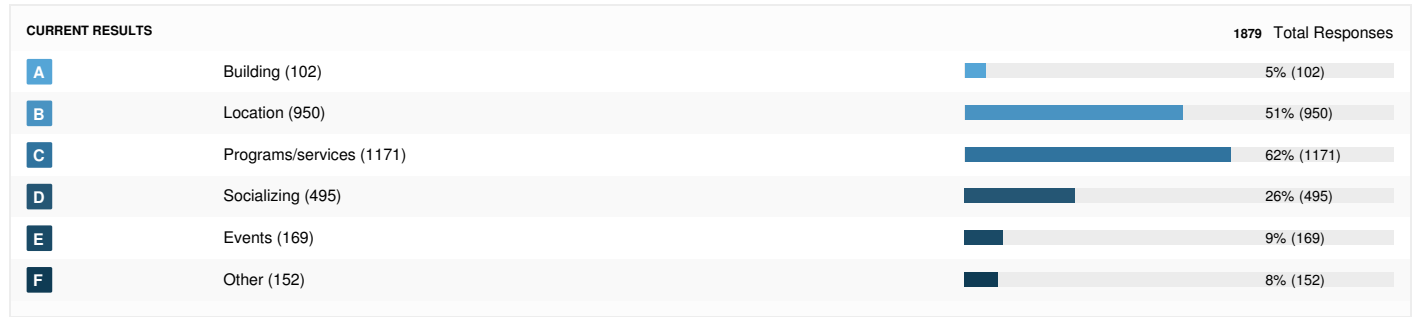 CURRENT RESULTS 1879 Total Responses
A Building (102) 5% (102)
B Location (950) 51% (950)
C Programs/services (1171) 62% (1171)
D Socializing (495) 26% (495)
E Events (169) 9% (169)
F Other (152) 8% (152)